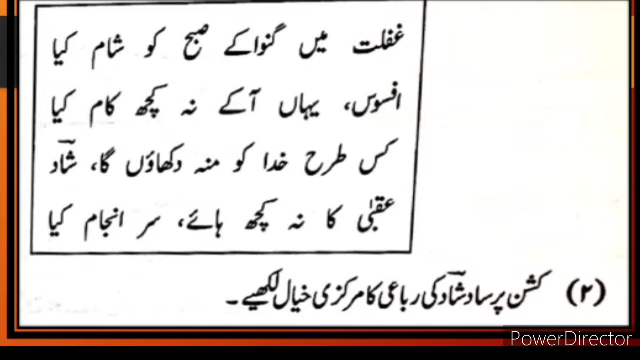 غفلت میں گنوا کے صبح کو شام کیا
افسوس، یہاں آکے نہ کچھ کام کیا
کس طرح خدا کو منہ دکھاؤں گا، شادؔ
عقبیٰ کا نہ کچھ ہائے، سر انجام کیا
(۲) کشن پرساد شادؔ کی رباعی کا مرکزی خیال لکھیے۔
PowerDirector